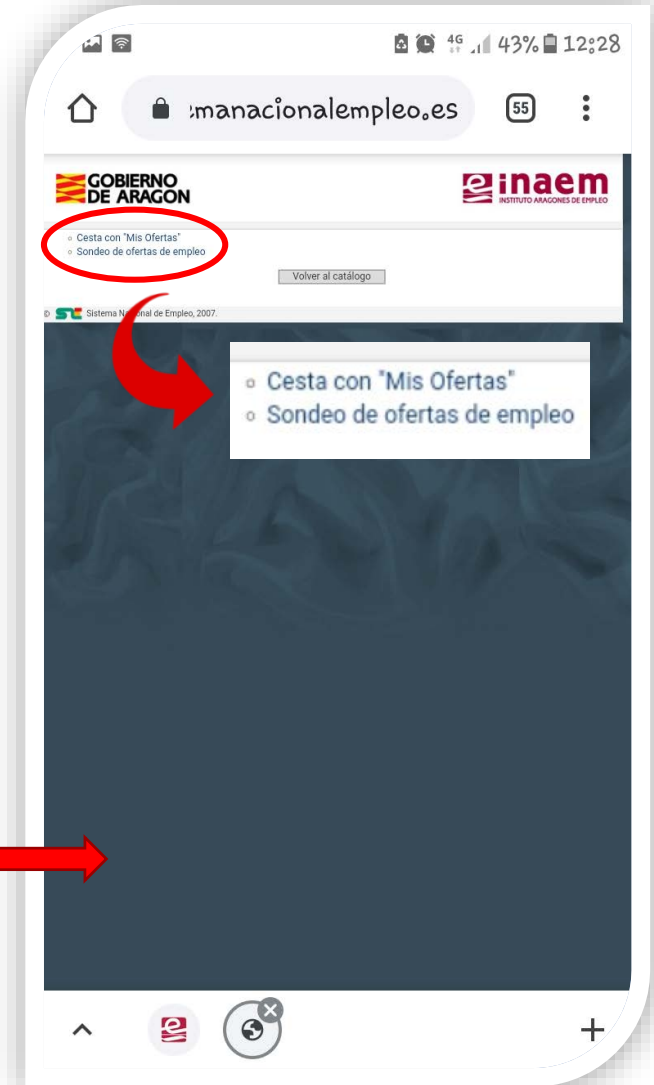 4G 43% 12:28
:manacionalempleo.es 55
GOBIERNO
DE ARAGON
inaem
INSTITUTO ARAGONES DE EMPLEO
Cesta con "Mis Ofertas"
Sondeo de ofertas de empleo
Volver al catálogo
© Sistema Na onal de Empleo, 2007.
Cesta con "Mis Ofertas"
Sondeo de ofertas de empleo